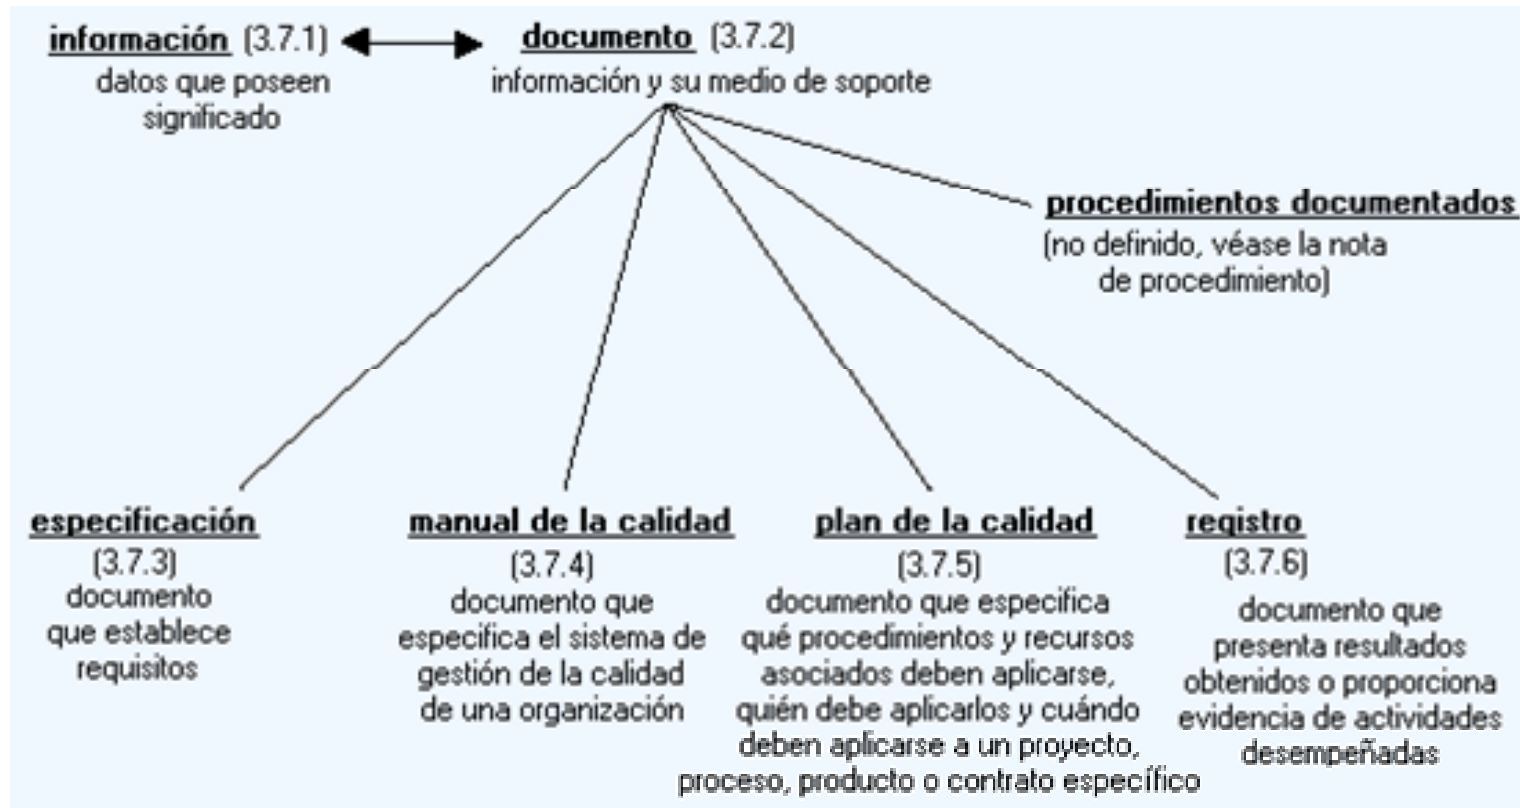 información (3.7.1)
datos que poseen
significado
documento (3.7.2)
información y su medio de soporte
procedimientos documentados
(no definido, véase la nota
de procedimiento)
especificación
(3.7.3)
documento
que establece
requisitos
manual de la calidad
(3.7.4)
documento que
especifica el sistema de
gestión de la calidad
de una organización
plan de la calidad
(3.7.5)
documento que especifica
qué procedimientos y recursos
asociados deben aplicarse,
quién debe aplicarlos y cuándo
deben aplicarse a un proyecto,
proceso, producto o contrato específico
registro
(3.7.6)
documento que
presenta resultados
obtenidos o proporciona
evidencia de actividades
desempeñadas